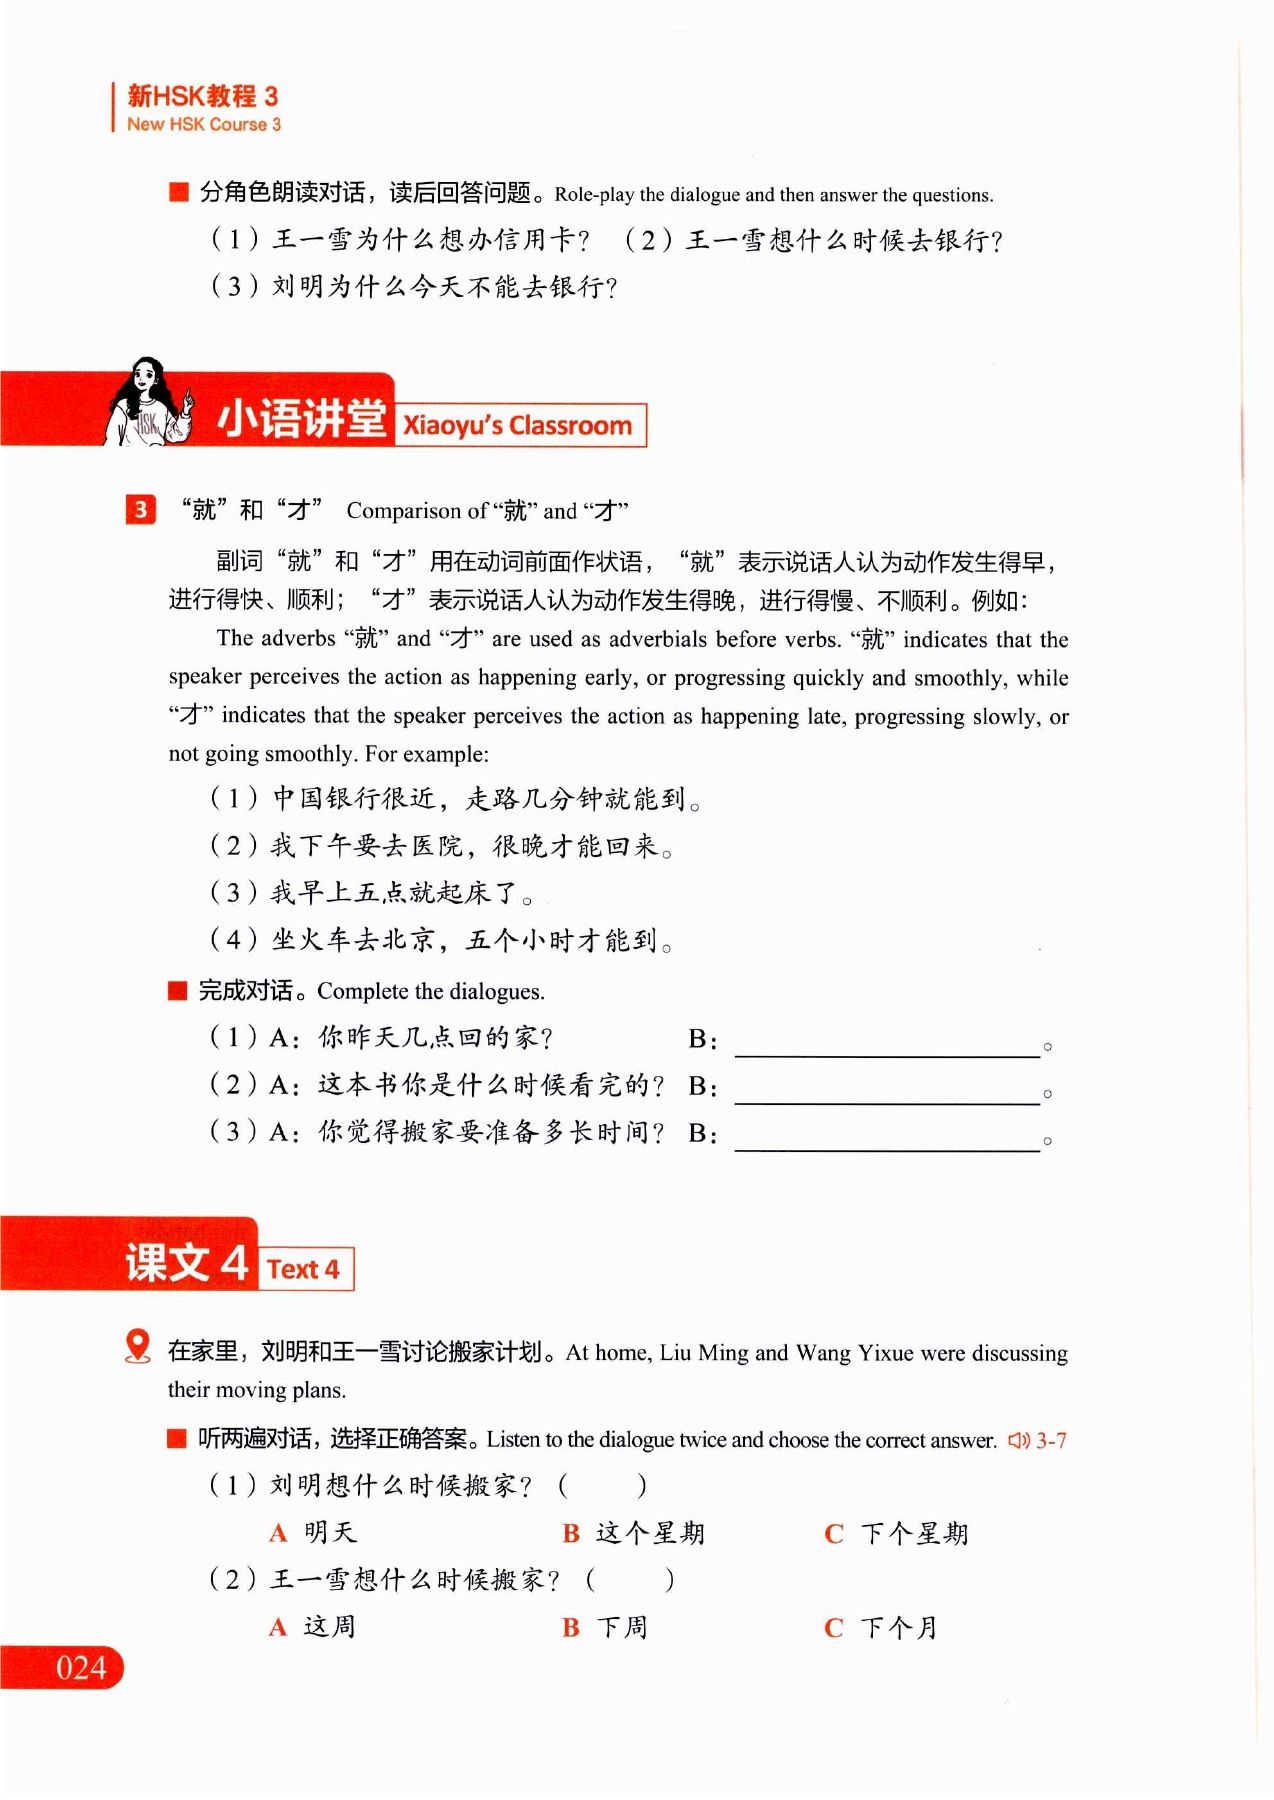 新HSK教程 3
New HSK Course 3
■ 分角色朗读对话，读后回答问题。Role-play the dialogue and then answer the questions.
（1）王一雪为什么想办信用卡？ （2）王一雪想什么时候去银行？
（3）刘明为什么今天不能去银行？
HSK
小语讲堂 Xiaoyu's Classroom
3 “就”和“才” Comparison of “就” and “才”
副词“就”和“才”用在动词前面作状语，“就”表示说话人认为动作发生得早，
进行得快、顺利；“才”表示说话人认为动作发生得晚，进行得慢、不顺利。例如：
The adverbs “就” and “才” are used as adverbials before verbs. “就” indicates that the
speaker perceives the action as happening early, or progressing quickly and smoothly, while
“才” indicates that the speaker perceives the action as happening late, progressing slowly, or
not going smoothly. For example:
（1）中国银行很近，走路几分钟就能到。
（2）我下午要去医院，很晚才能回来。
（3）我早上五点就起床了。
（4）坐火车去北京，五个小时才能到。
■ 完成对话。Complete the dialogues.
（1）A：你昨天几点回的家？ B：____________________。
（2）A：这本书你是什么时候看完的？ B：____________________。
（3）A：你觉得搬家要准备多长时间？ B：____________________。
课文 4 Text 4
在家里，刘明和王一雪讨论搬家计划。At home, Liu Ming and Wang Yixue were discussing
their moving plans.
■ 听两遍对话，选择正确答案。Listen to the dialogue twice and choose the correct answer. 3-7
（1）刘明想什么时候搬家？（　　）
A 明天 B 这个星期 C 下个星期
（2）王一雪想什么时候搬家？（　　）
A 这周 B 下周 C 下个月
024